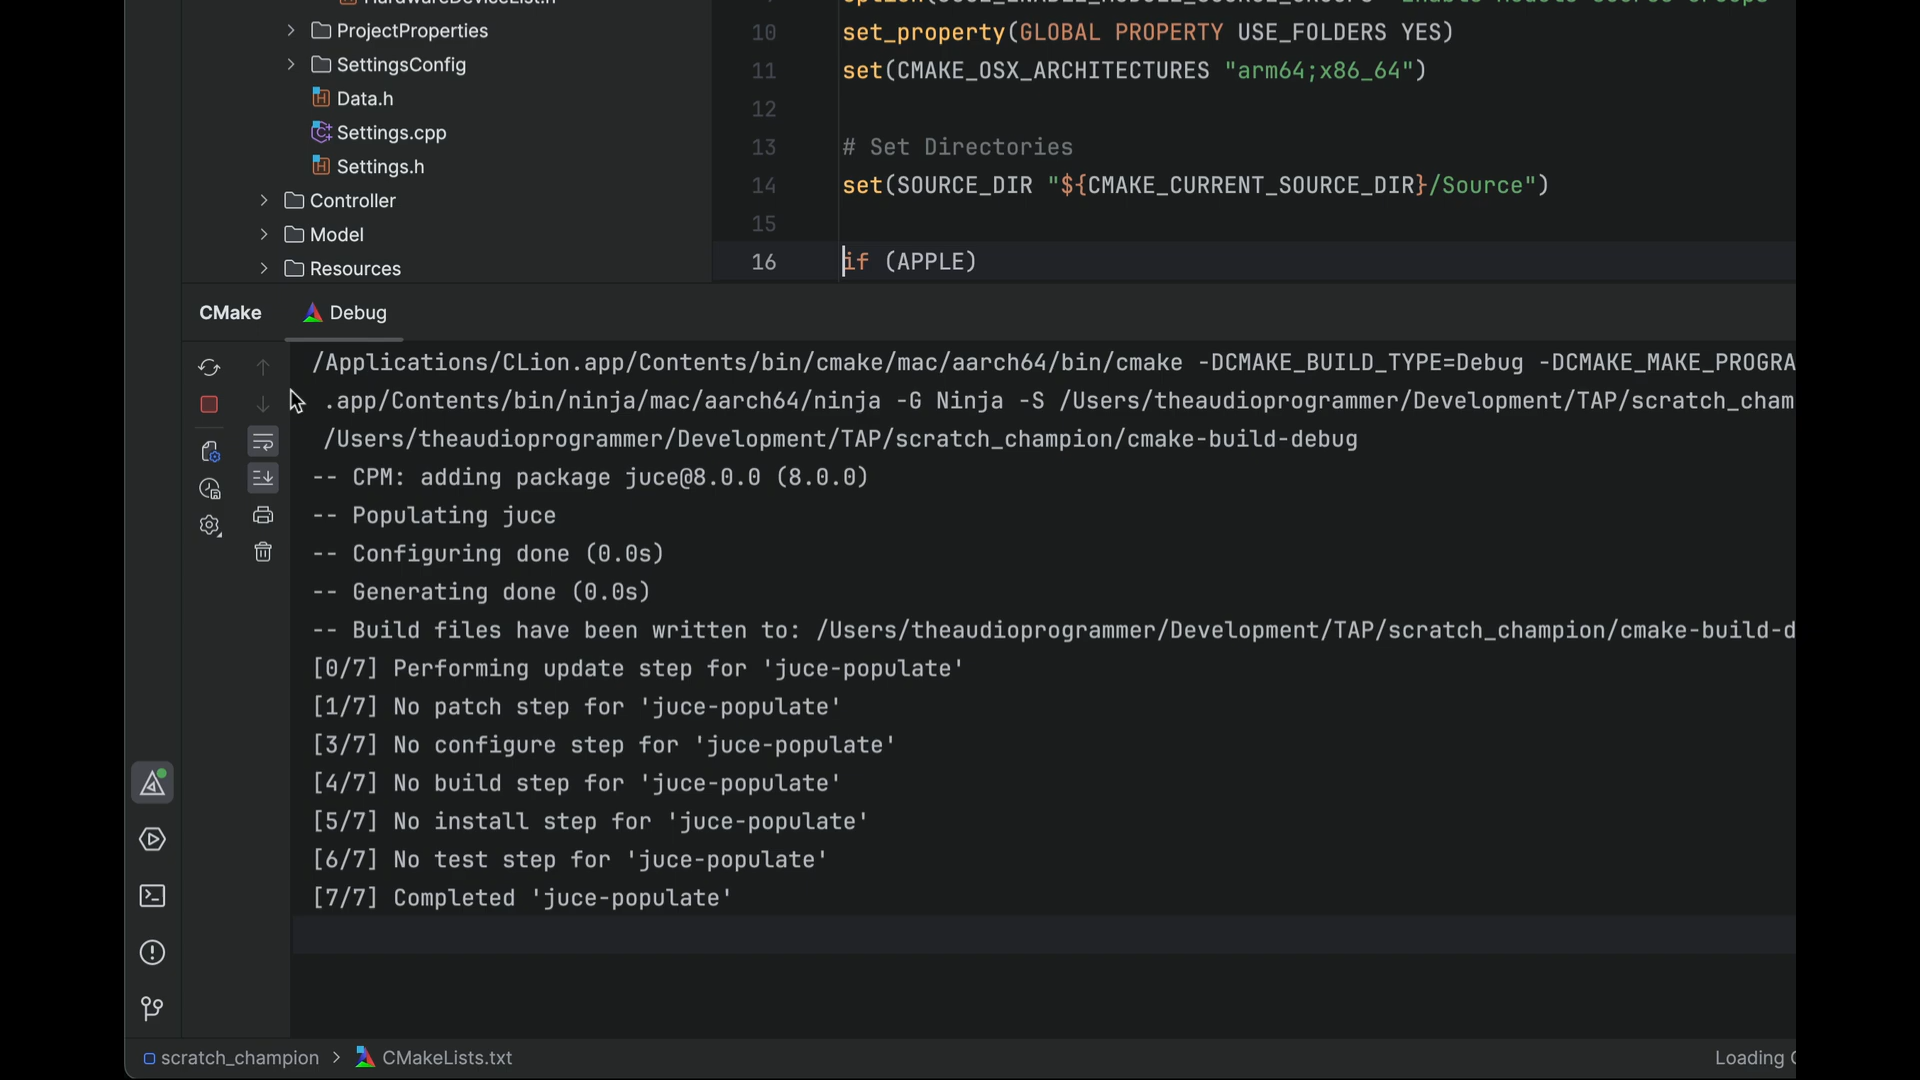 HardwareDeviceList.h
ProjectProperties
SettingsConfig
Data.h
Settings.cpp
Settings.h
Controller
Model
Resources
10 set_property(GLOBAL PROPERTY USE_FOLDERS YES)
11 set(CMAKE_OSX_ARCHITECTURES "arm64;x86_64")
12
13 # Set Directories
14 set(SOURCE_DIR "${CMAKE_CURRENT_SOURCE_DIR}/Source")
15
16 if (APPLE)
CMake Debug
/Applications/CLion.app/Contents/bin/cmake/mac/aarch64/bin/cmake -DCMAKE_BUILD_TYPE=Debug -DCMAKE_MAKE_PROGRA
.app/Contents/bin/ninja/mac/aarch64/ninja -G Ninja -S /Users/theaudioprogrammer/Development/TAP/scratch_cham
/Users/theaudioprogrammer/Development/TAP/scratch_champion/cmake-build-debug
-- CPM: adding package juce@8.0.0 (8.0.0)
-- Populating juce
-- Configuring done (0.0s)
-- Generating done (0.0s)
-- Build files have been written to: /Users/theaudioprogrammer/Development/TAP/scratch_champion/cmake-build-d
[0/7] Performing update step for 'juce-populate'
[1/7] No patch step for 'juce-populate'
[3/7] No configure step for 'juce-populate'
[4/7] No build step for 'juce-populate'
[5/7] No install step for 'juce-populate'
[6/7] No test step for 'juce-populate'
[7/7] Completed 'juce-populate'
scratch_champion > CMakeLists.txt
Loading